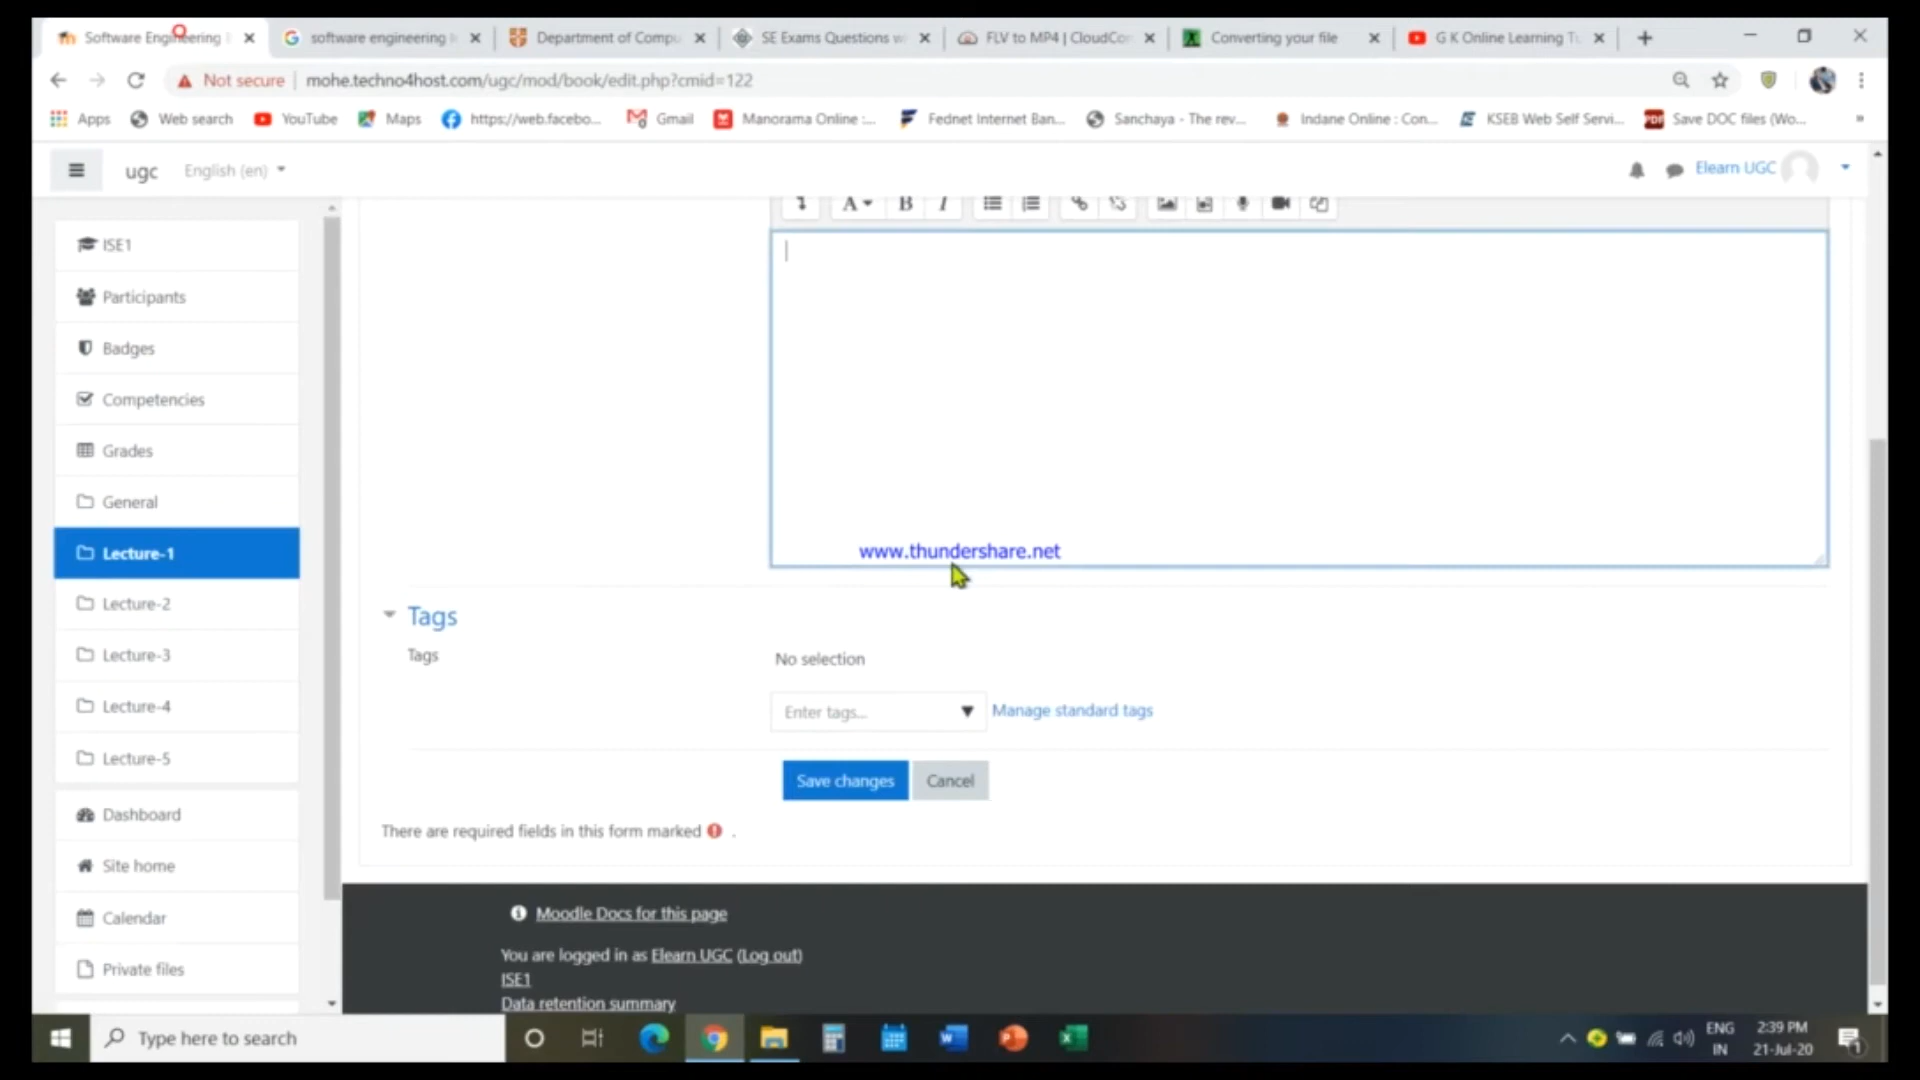 Software Engineering
software engineering
Department of Compu
SE Exams Questions w
FLV to MP4 | CloudCon
Converting your file
G K Online Learning Tu
Not secure
mohe.techno4host.com/ugc/mod/book/edit.php?cmid=122
Apps
Web search
YouTube
Maps
https://web.facebo...
Gmail
Manorama Online :...
Fednet Internet Ban...
Sanchaya - The rev...
Indane Online : Con...
KSEB Web Self Servi...
Save DOC files (Wo...
»
ugc
English (en)
Elearn UGC
A
B
I
ISE1
Participants
Badges
Competencies
Grades
General
Lecture-1
Lecture-2
Lecture-3
Lecture-4
Lecture-5
Dashboard
Site home
Calendar
Private files
www.thundershare.net
Tags
Tags
No selection
Enter tags...
Manage standard tags
Save changes
Cancel
There are required fields in this form marked .
Moodle Docs for this page
You are logged in as Elearn UGC (Log out)
ISE1
Data retention summary
Type here to search
ENG
IN
2:39 PM
21-Jul-20
1